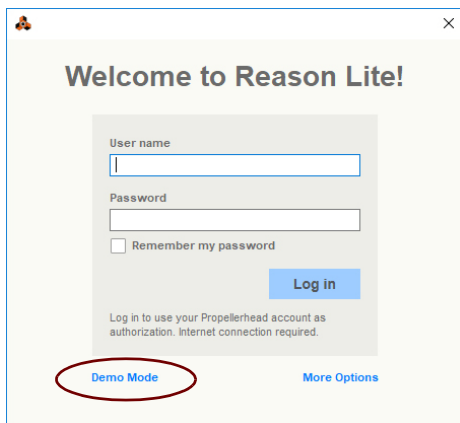 Welcome to Reason Lite!
User name
Password
Remember my password
Log in
Log in to use your Propellerhead account as
authorization. Internet connection required.
Demo Mode More Options